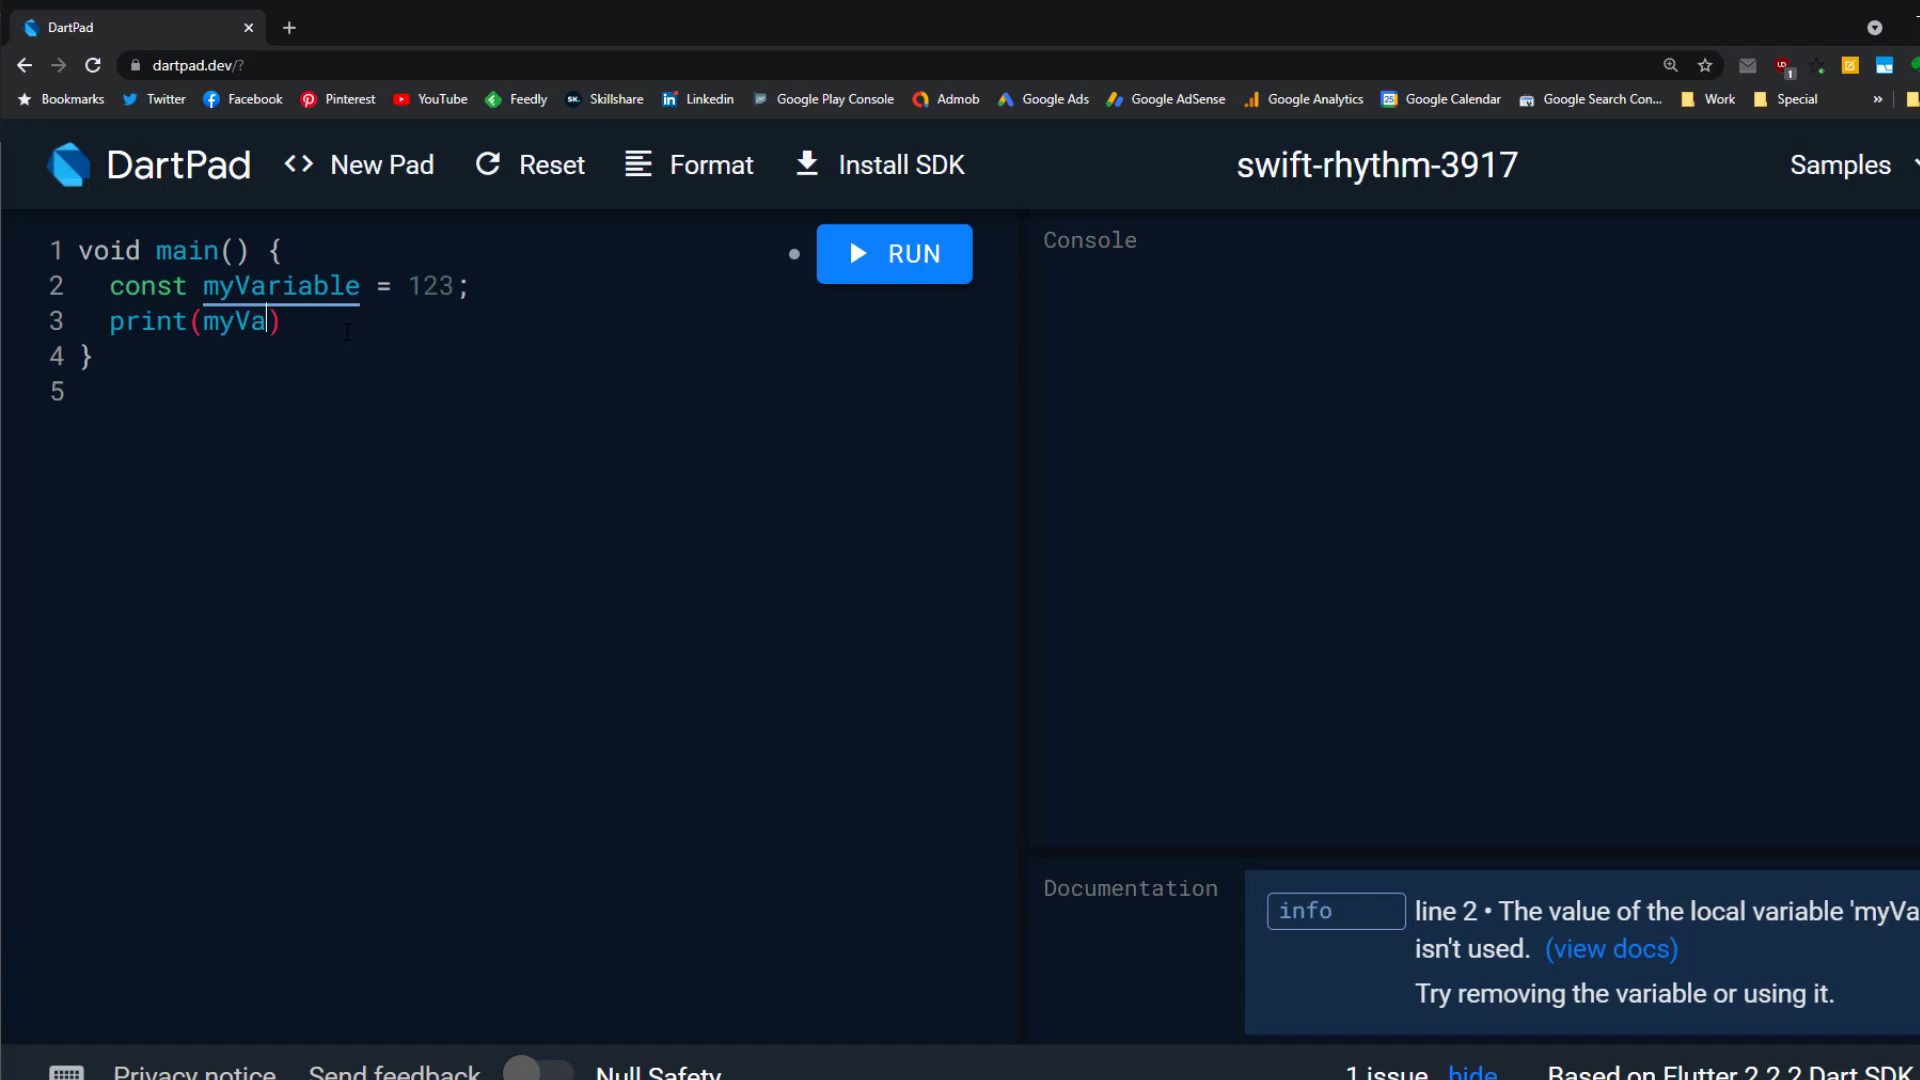 DartPad
dartpad.dev/?
Bookmarks Twitter Facebook Pinterest YouTube Feedly Skillshare Linkedin Google Play Console Admob Google Ads Google AdSense Google Analytics Google Calendar Google Search Con... Work Special »
DartPad <> New Pad Reset Format Install SDK swift-rhythm-3917 Samples
RUN
Console
1 void main() {
2 const myVariable = 123;
3 print(myVa)
4 }
5
Documentation
info
line 2 • The value of the local variable 'myVa
isn't used. (view docs)
Try removing the variable or using it.
Privacy notice Send feedback Null Safety 1 issue hide Based on Flutter 2.2.2 Dart SDK